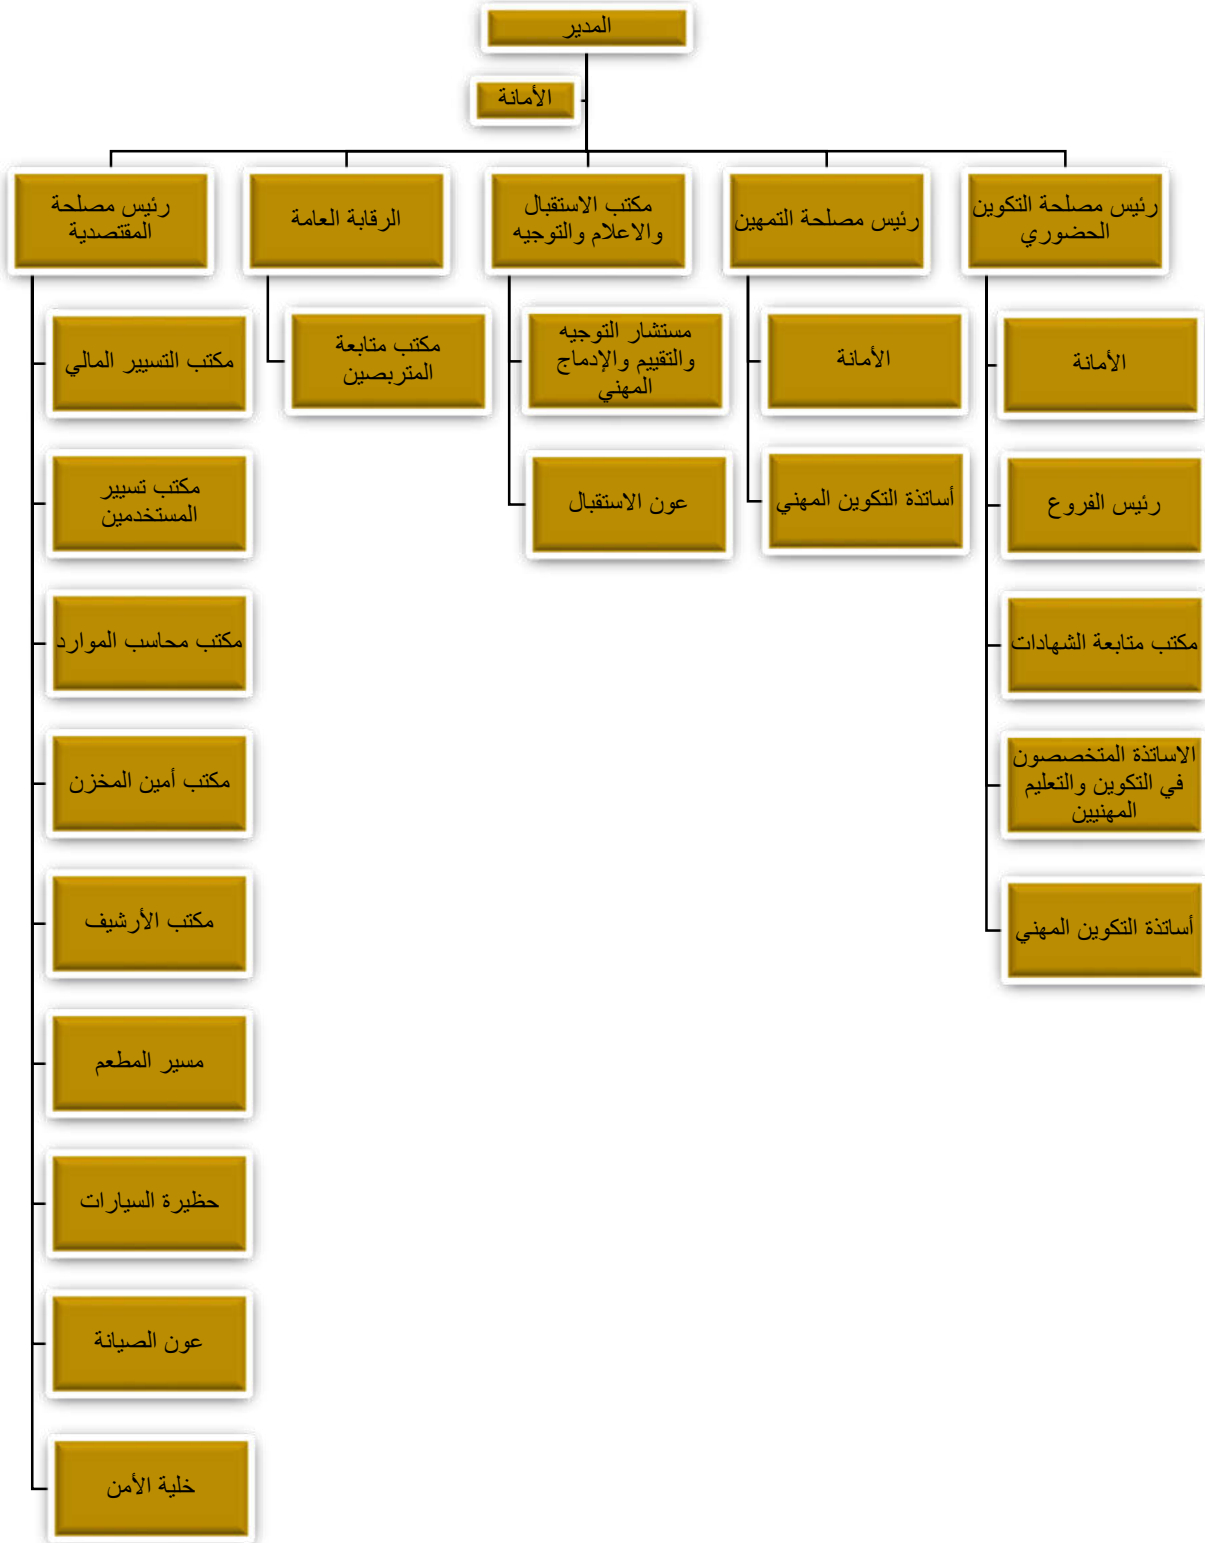 المدير
الأمانة
رئيس مصلحة التكوين
الحضوري
رئيس مصلحة التمهين
مكتب الاستقبال
والاعلام والتوجيه
الرقابة العامة
رئيس مصلحة
المقتصدية
الأمانة
رئيس الفروع
مكتب متابعة الشهادات
الاساتذة المتخصصون
في التكوين والتعليم
المهنيين
أساتذة التكوين المهني
الأمانة
أساتذة التكوين المهني
مستشار التوجيه
والتقييم والإدماج
المهني
عون الاستقبال
مكتب متابعة
المتربصين
مكتب التسيير المالي
مكتب تسيير
المستخدمين
مكتب محاسب الموارد
مكتب أمين المخزن
مكتب الأرشيف
مسير المطعم
حظيرة السيارات
عون الصيانة
خلية الأمن